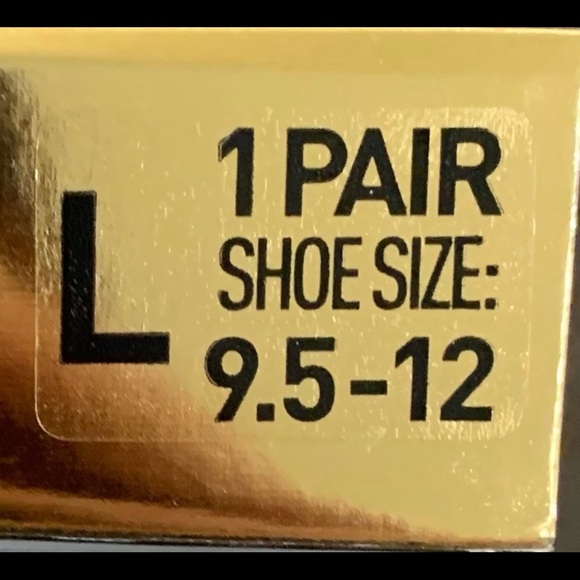 L
1 PAIR
SHOE SIZE:
9.5-12